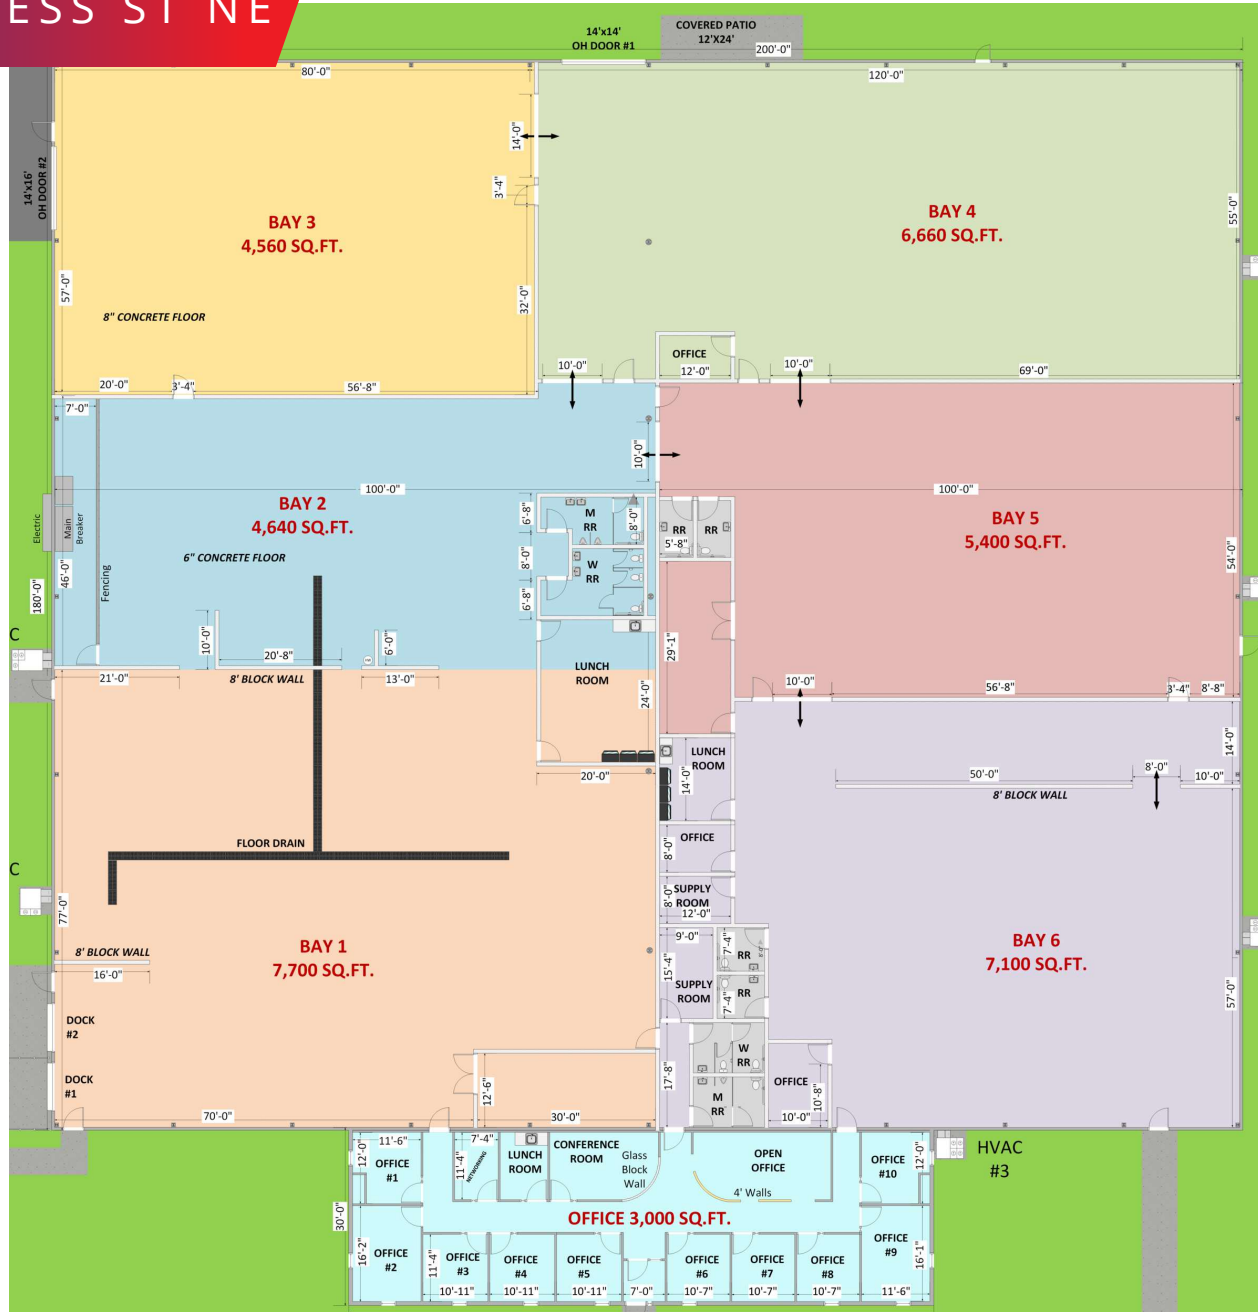 ESS ST NE
14'x14'
OH DOOR #1
COVERED PATIO
12'X24'
200'-0"
80'-0"
120'-0"
14'-0"
3'-4"
14'x16'
OH DOOR #2
BAY 3
4,560 SQ.FT.
BAY 4
6,660 SQ.FT.
55'-0"
57'-0"
32'-0"
8" CONCRETE FLOOR
OFFICE
12'-0"
10'-0"
10'-0"
69'-0"
20'-0"
3'-4"
56'-8"
7'-0"
10'-0"
100'-0"
100'-0"
BAY 2
4,640 SQ.FT.
6'-8"
M
RR
8'-0"
RR
RR
5'-8"
BAY 5
5,400 SQ.FT.
Electric
Main
Breaker
6" CONCRETE FLOOR
8'-0"
W
RR
54'-0"
46'-0"
Fencing
180'-0"
6'-8"
C
10'-0"
20'-8"
6'-0"
29'-1"
21'-0"
8' BLOCK WALL
13'-0"
LUNCH
ROOM
24'-0"
10'-0"
56'-8"
3'-4"
8'-8"
20'-0"
LUNCH
ROOM
14'-0"
14'-0"
50'-0"
8'-0"
10'-0"
8' BLOCK WALL
FLOOR DRAIN
OFFICE
8'-0"
C
SUPPLY
ROOM
8'-0"
12'-0"
77'-0"
9'-0"
7'-4"
RR
BAY 1
7,700 SQ.FT.
BAY 6
7,100 SQ.FT.
8' BLOCK WALL
16'-0"
15'-4"
SUPPLY
ROOM
7'-4"
RR
57'-0"
DOCK
#2
W
RR
DOCK
#1
12'-6"
17'-8"
OFFICE
10'-8"
M
RR
70'-0"
30'-0"
10'-0"
12'-0"
11'-6"
OFFICE
#1
7'-4"
11'-4"
NETWORKING
LUNCH
ROOM
CONFERENCE
ROOM
Glass
Block
Wall
OPEN
OFFICE
4' Walls
OFFICE
#10
12'-0"
HVAC
#3
30'-0"
OFFICE 3,000 SQ.FT.
16'-2"
OFFICE
#2
11'-4"
OFFICE
#3
OFFICE
#4
OFFICE
#5
OFFICE
#6
OFFICE
#7
OFFICE
#8
OFFICE
#9
16'-1"
10'-11"
10'-11"
10'-11"
7'-0"
10'-7"
10'-7"
10'-7"
11'-6"